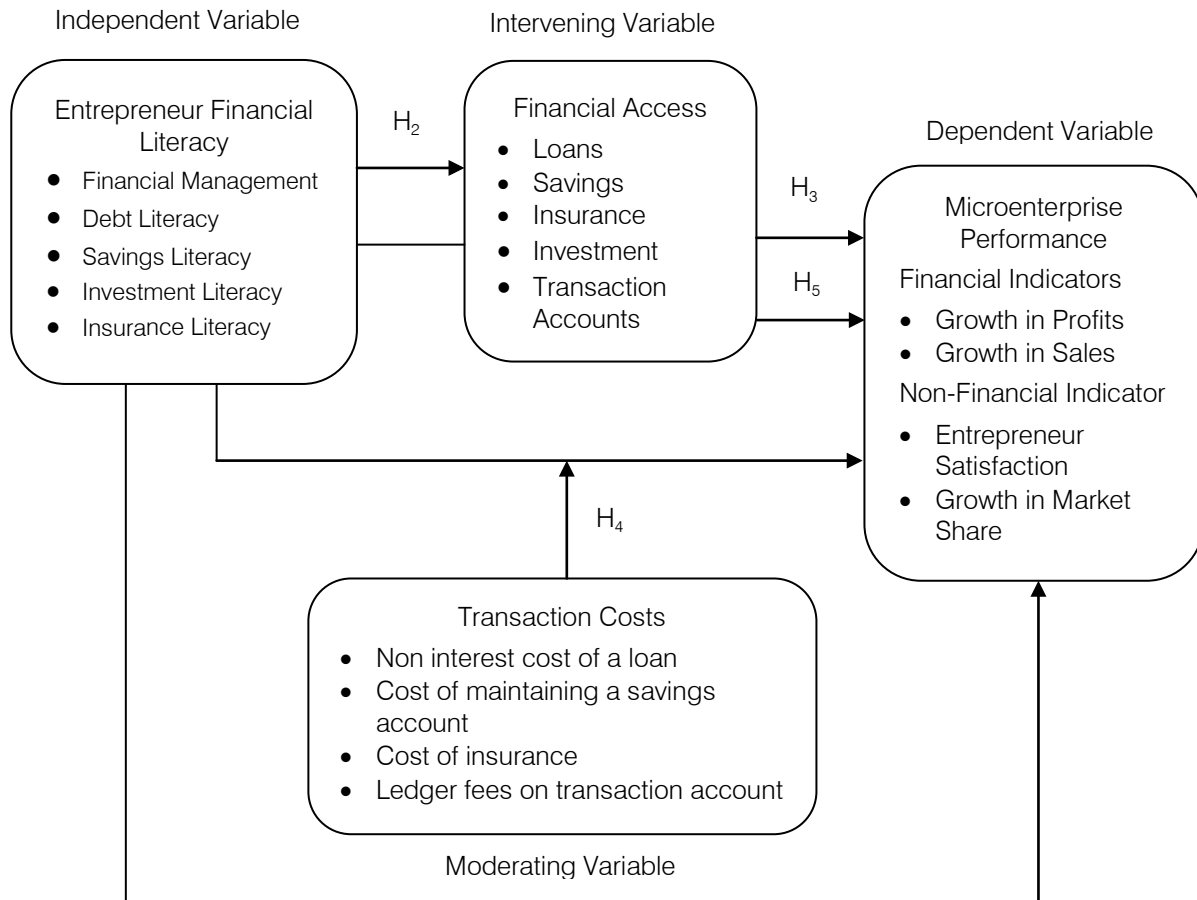 Independent Variable
Entrepreneur Financial
Literacy
• Financial Management
• Debt Literacy
• Savings Literacy
• Investment Literacy
• Insurance Literacy
H₂
Intervening Variable
Financial Access
• Loans
• Savings
• Insurance
• Investment
• Transaction
Accounts
H₃
H₅
Dependent Variable
Microenterprise
Performance
Financial Indicators
• Growth in Profits
• Growth in Sales
Non-Financial Indicator
• Entrepreneur
Satisfaction
• Growth in Market
Share
H₄
Transaction Costs
• Non interest cost of a loan
• Cost of maintaining a savings
account
• Cost of insurance
• Ledger fees on transaction account
Moderating Variable